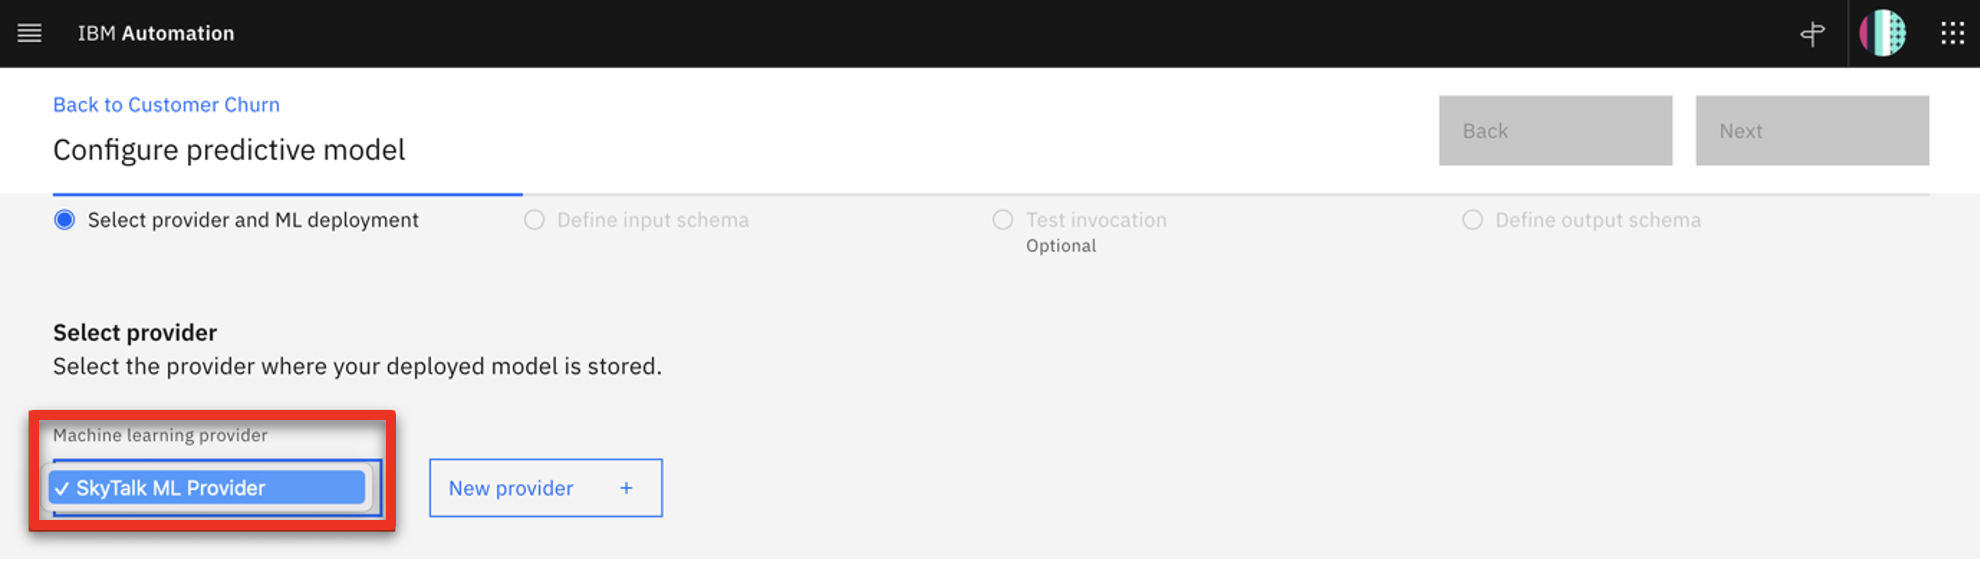 IBM Automation
Back to Customer Churn
Configure predictive model
Back
Next
Select provider and ML deployment
Define input schema
Test invocation
Optional
Define output schema
Select provider
Select the provider where your deployed model is stored.
Machine learning provider
✓ SkyTalk ML Provider
New provider +